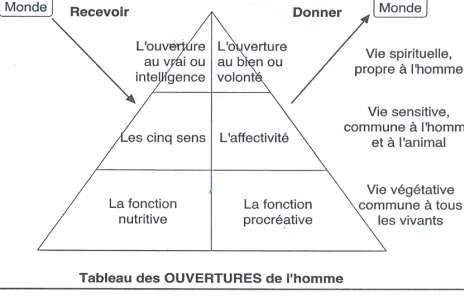 Monde
Recevoir
Donner
Monde
L'ouverture
au vrai ou
intelligence
L'ouverture
au bien ou
volonté
Vie spirituelle,
propre à l'homme
Les cinq sens
L'affectivité
Vie sensitive,
commune à l'homm
et à l'animal
La fonction
nutritive
La fonction
procréative
Vie végétative
commune à tous
les vivants
Tableau des OUVERTURES de l'homme